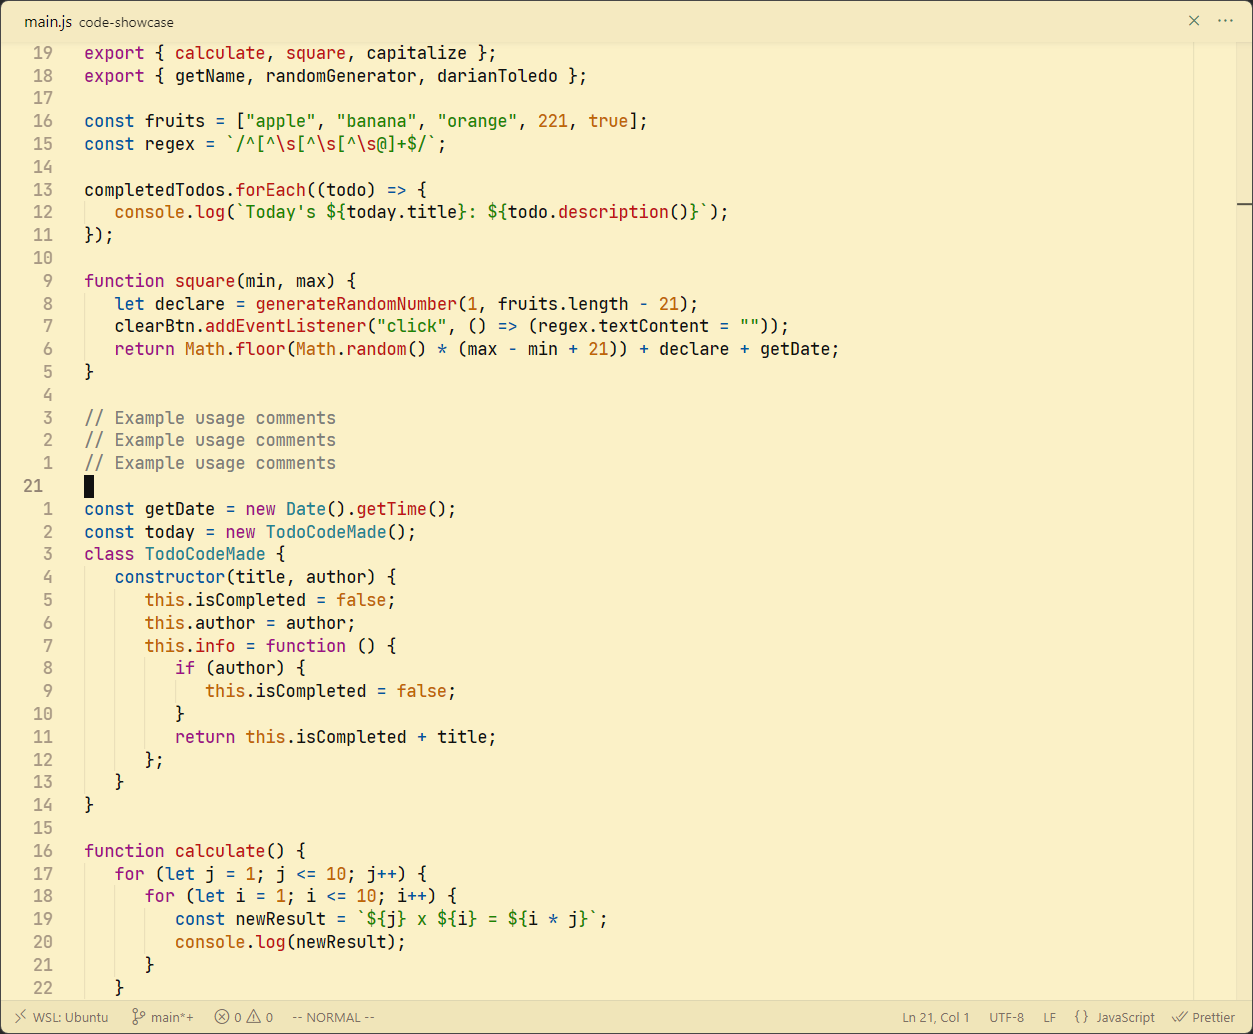 main.js code-showcase
19 export { calculate, square, capitalize };
18 export { getName, randomGenerator, darianToledo };
17
16 const fruits = ["apple", "banana", "orange", 221, true];
15 const regex = `/^[^\s[^\s[^\s@]+$/`;
14
13 completedTodos.forEach((todo) => {
12    console.log(`Today's ${today.title}: ${todo.description()}`);
11 });
10
9 function square(min, max) {
8    let declare = generateRandomNumber(1, fruits.length - 21);
7    clearBtn.addEventListener("click", () => (regex.textContent = ""));
6    return Math.floor(Math.random() * (max - min + 21)) + declare + getDate;
5 }
4
3 // Example usage comments
2 // Example usage comments
1 // Example usage comments
21
1 const getDate = new Date().getTime();
2 const today = new TodoCodeMade();
3 class TodoCodeMade {
4    constructor(title, author) {
5       this.isCompleted = false;
6       this.author = author;
7       this.info = function () {
8          if (author) {
9             this.isCompleted = false;
10          }
11          return this.isCompleted + title;
12       };
13    }
14 }
15
16 function calculate() {
17    for (let j = 1; j <= 10; j++) {
18       for (let i = 1; i <= 10; i++) {
19          const newResult = `${j} x ${i} = ${i * j}`;
20          console.log(newResult);
21       }
22    }
WSL: Ubuntu main*+ 0 0 -- NORMAL -- Ln 21, Col 1 UTF-8 LF {} JavaScript Prettier